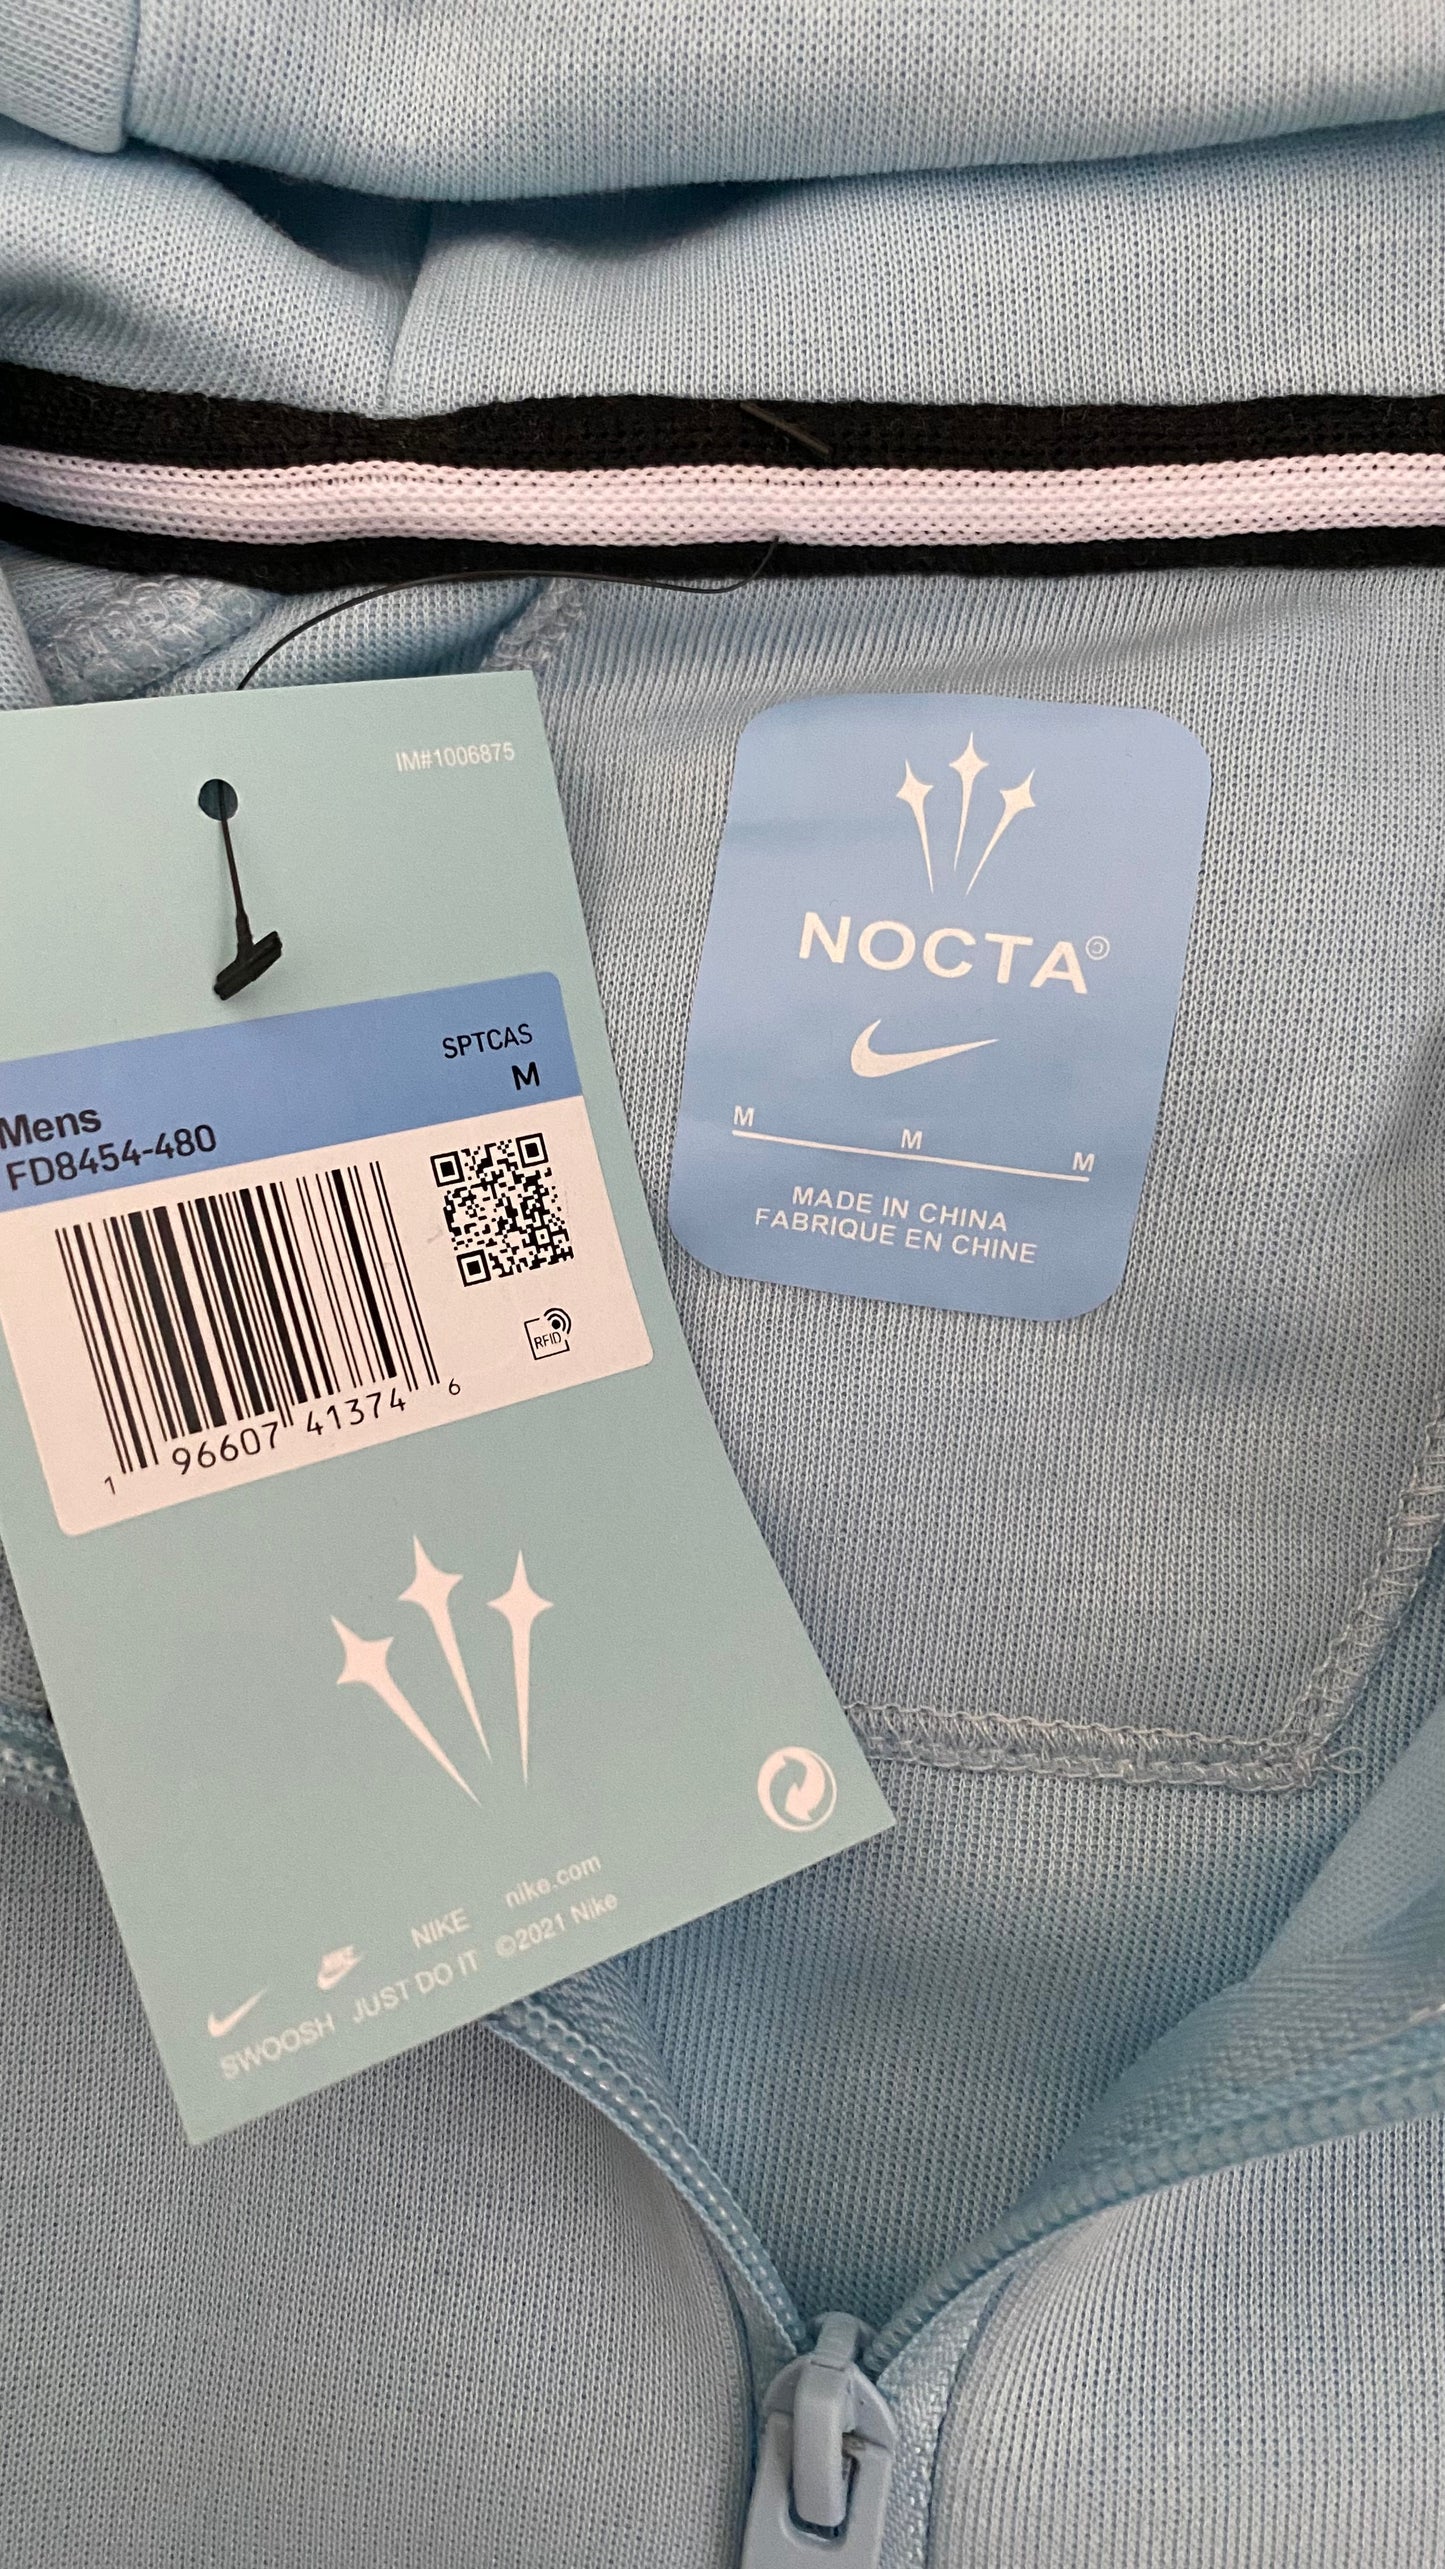 IM#1006875
SPTCAS
M
Mens
FD8454-480
RFID
1 96607 41374 6
NIKE nike.com
SWOOSH JUST DO IT ©2021 Nike
NOCTA©
M M M
MADE IN CHINA
FABRIQUE EN CHINE